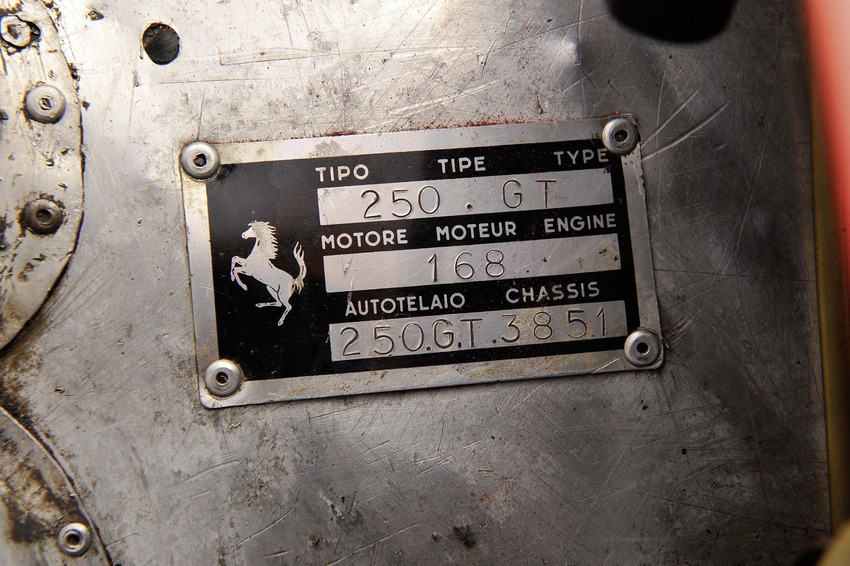 TIPO TIPE TYPE
250 . GT
MOTORE MOTEUR ENGINE
168
AUTOTELAIO CHASSIS
250.G.T.3851